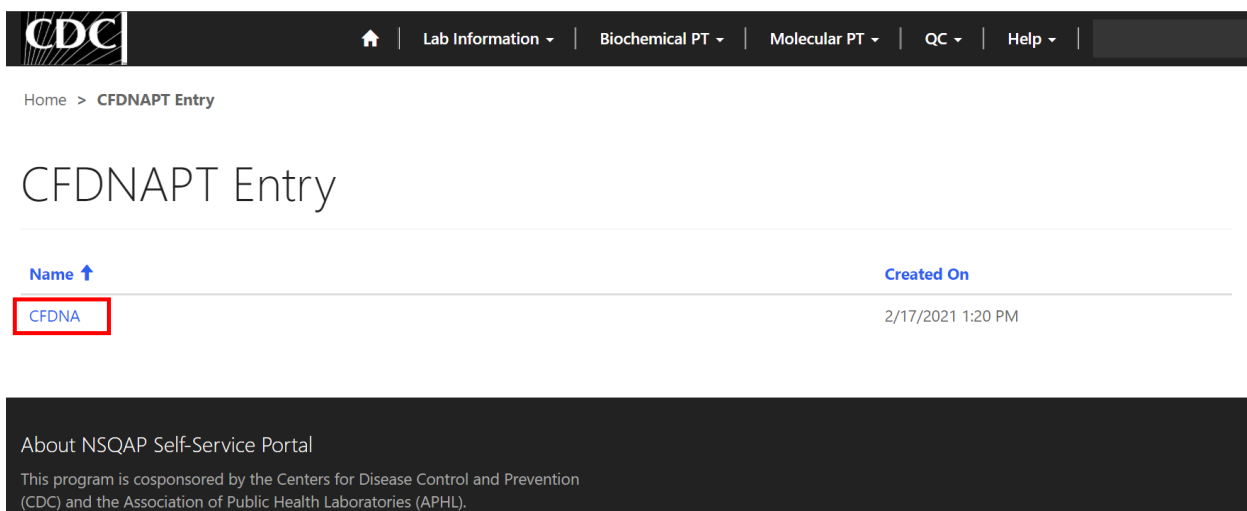 CDC
Lab Information
Biochemical PT
Molecular PT
QC
Help
Home > CFDNAPT Entry
CFDNAPT Entry
Name
Created On
CFDNA
2/17/2021 1:20 PM
About NSQAP Self-Service Portal
This program is cosponsored by the Centers for Disease Control and Prevention
(CDC) and the Association of Public Health Laboratories (APHL).